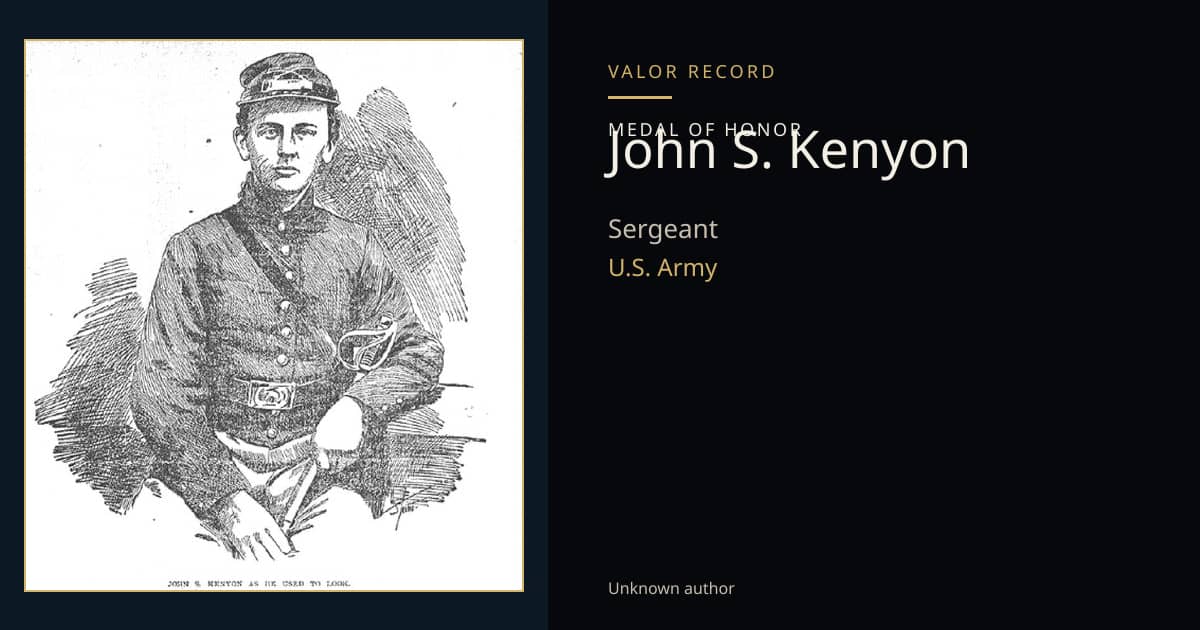 VALOR RECORD
MEDAL OF HONOR
John S. Kenyon
Sergeant
U.S. Army
JOHN S. KENYON AS HE USED TO LOOK.
Unknown author